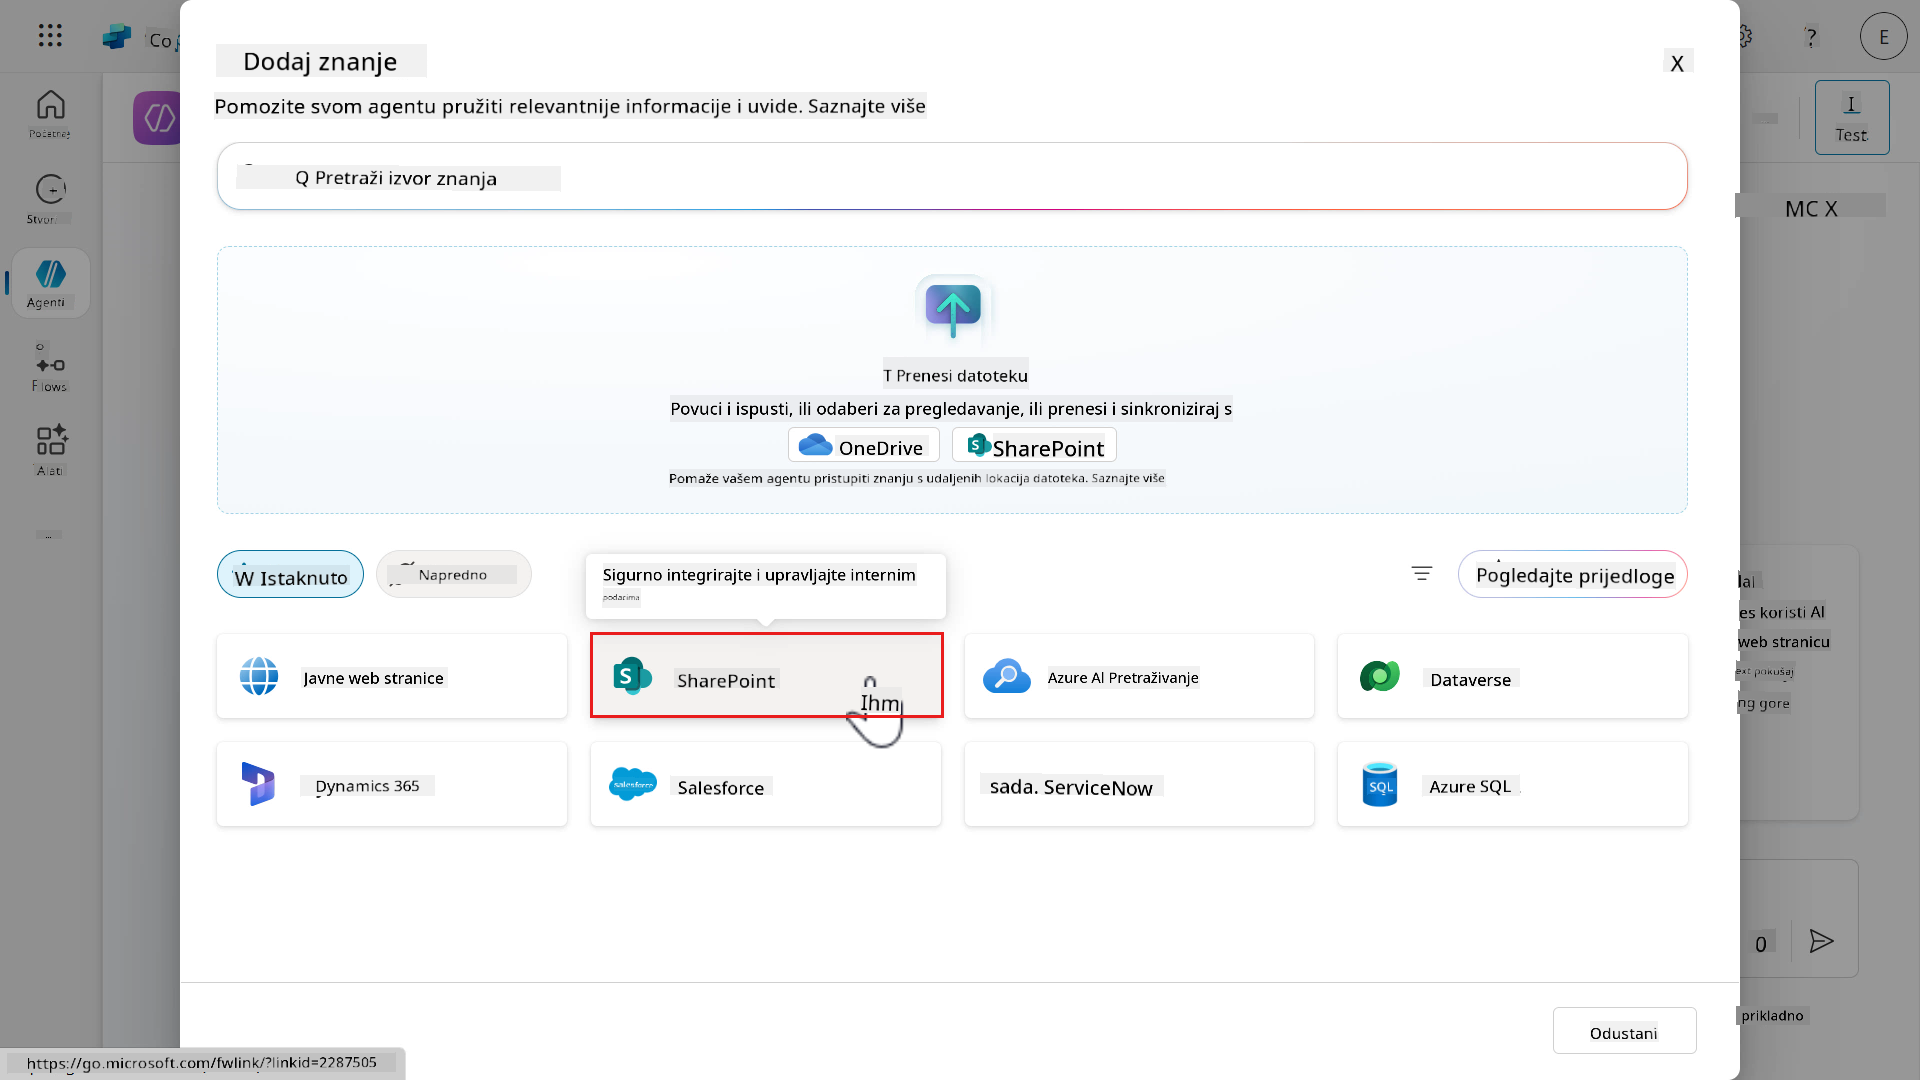 Co
E
?
Dodaj znanje
X
Pomozite svom agentu pružiti relevantnije informacije i uvide. Saznajte više
Q Pretraži izvor znanja
Početnaj
Stvor
Agenti
Flows
Alati
...
I
Test
MC X
T Prenesi datoteku
Povuci i ispusti, ili odaberi za pregledavanje, ili prenesi i sinkroniziraj s
OneDrive
SharePoint
Pomaže vašem agentu pristupiti znanju s udaljenih lokacija datoteka. Saznajte više
W Istaknuto
Napredno
Sigurno integrirajte i upravljajte internim
podacima
Pogledajte prijedloge
Javne web stranice
SharePoint
Ihm
Azure AI Pretraživanje
Dataverse
Dynamics 365
salesforce
Salesforce
sada. ServiceNow
SQL
Azure SQL
lai
es koristi AI
web stranicu
ext pokušaj
ng gore
0
prikladno
Odustani
https://go.microsoft.com/fwlink/?linkid=2287505